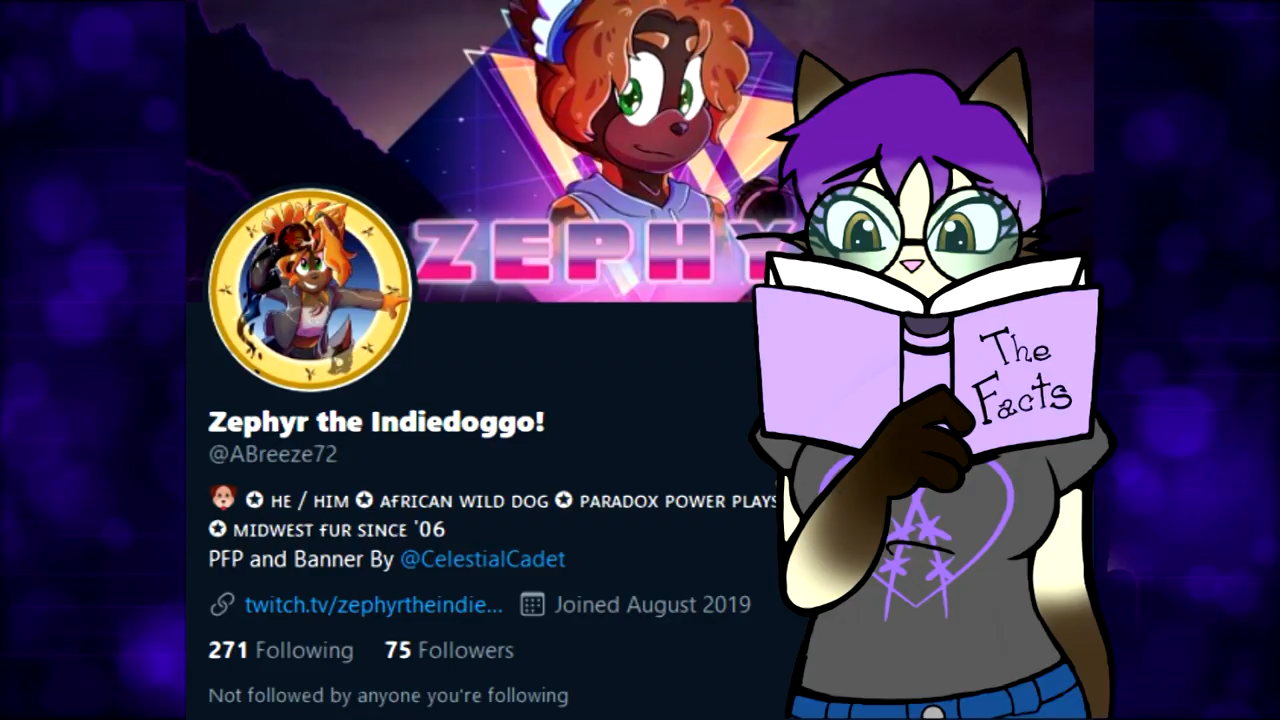 ZEPHY
The
Facts
Zephyr the Indiedoggo!
@ABreeze72
✪ HE / HIM ✪ AFRICAN WILD DOG ✪ PARADOX POWER PLAYS
✪ MIDWEST FUR SINCE '06
PFP and Banner By @CelestialCadet
twitch.tv/zephyrtheindie... Joined August 2019
271 Following 75 Followers
Not followed by anyone you're following